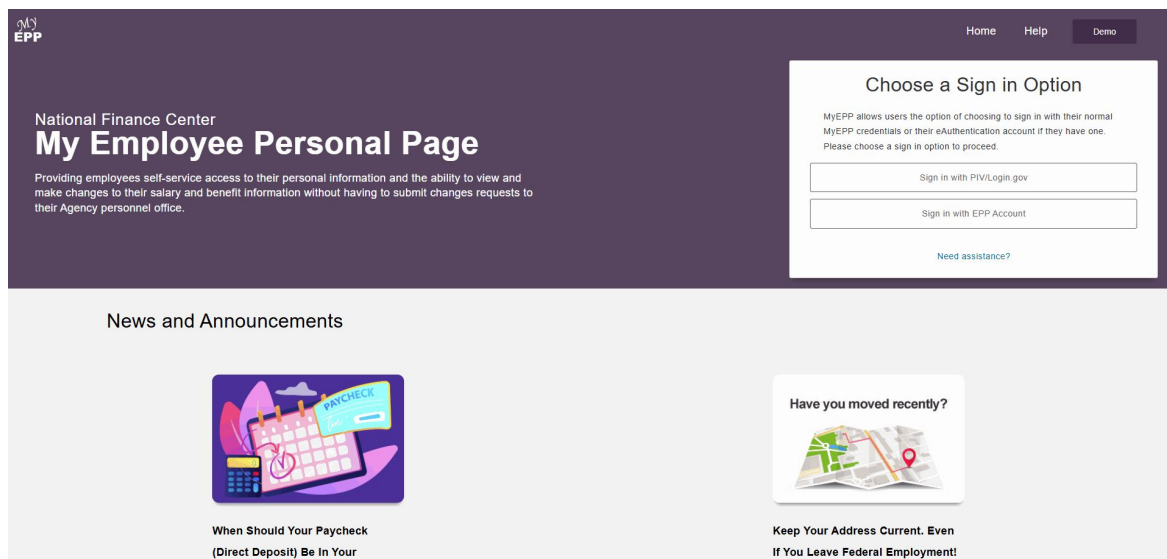 My
EPP
Home Help Demo
Choose a Sign in Option
MyEPP allows users the option of choosing to sign in with their normal
MyEPP credentials or their eAuthentication account if they have one.
Please choose a sign in option to proceed.
Sign in with PIV/Login.gov
Sign in with EPP Account
Need assistance?
National Finance Center
My Employee Personal Page
Providing employees self-service access to their personal information and the ability to view and
make changes to their salary and benefit information without having to submit changes requests to
their Agency personnel office.
News and Announcements
PAYCHECK
When Should Your Paycheck
(Direct Deposit) Be In Your
Have you moved recently?
Keep Your Address Current. Even
If You Leave Federal Employment!